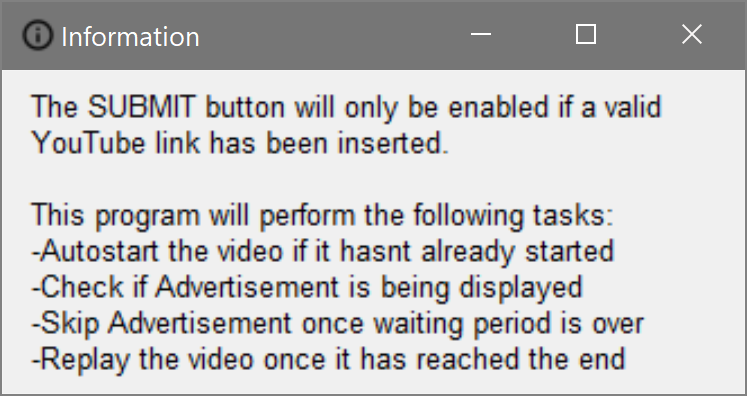 Information
The SUBMIT button will only be enabled if a valid
YouTube link has been inserted.
This program will perform the following tasks:
-Autostart the video if it hasnt already started
-Check if Advertisement is being displayed
-Skip Advertisement once waiting period is over
-Replay the video once it has reached the end